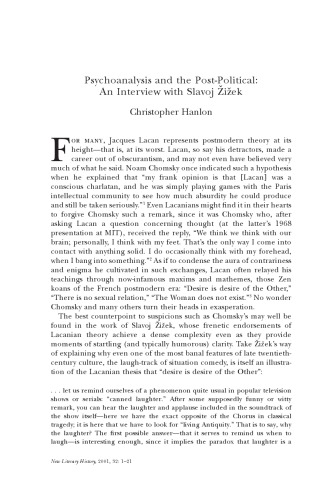 Psychoanalysis and the Post-Political:
An Interview with Slavoj Žižek
Christopher Hanlon
For many, Jacques Lacan represents postmodern theory at its
height—that is, at its worst. Lacan, so say his detractors, made a
career out of obscurantism, and may not even have believed very
much of what he said. Noam Chomsky once indicated such a hypothesis
when he explained that “my frank opinion is that [Lacan] was a
conscious charlatan, and he was simply playing games with the Paris
intellectual community to see how much absurdity he could produce
and still be taken seriously.”1 Even Lacanians might find it in their hearts
to forgive Chomsky such a remark, since it was Chomsky who, after
asking Lacan a question concerning thought (at the latter’s 1968
presentation at MIT), received the reply, “We think we think with our
brain; personally, I think with my feet. That’s the only way I come into
contact with anything solid. I do occasionally think with my forehead,
when I bang into something.”2 As if to condense the aura of contrariness
and enigma he cultivated in such exchanges, Lacan often relayed his
teachings through now-infamous maxims and mathemes, those Zen
koans of the French postmodern era: “Desire is desire of the Other,”
“There is no sexual relation,” “The Woman does not exist.”3 No wonder
Chomsky and many others turn their heads in exasperation.
The best counterpoint to suspicions such as Chomsky’s may well be
found in the work of Slavoj Žižek, whose frenetic endorsements of
Lacanian theory achieve a dense complexity even as they provide
moments of startling (and typically humorous) clarity. Take Žižek’s way
of explaining why even one of the most banal features of late twentieth-
century culture, the laugh-track of situation comedy, is itself an illustra-
tion of the Lacanian thesis that “desire is desire of the Other”:
. . . let us remind ourselves of a phenomenon quite usual in popular television
shows or serials: “canned laughter.” After some supposedly funny or witty
remark, you can hear the laughter and applause included in the soundtrack of
the show itself—here we have the exact opposite of the Chorus in classical
tragedy; it is here that we have to look for “living Antiquity.” That is to say, why
the laughter? The first possible answer—that it serves to remind us when to
laugh—is interesting enough, since it implies the paradox that laughter is a
New Literary History, 2001, 32: 1–21